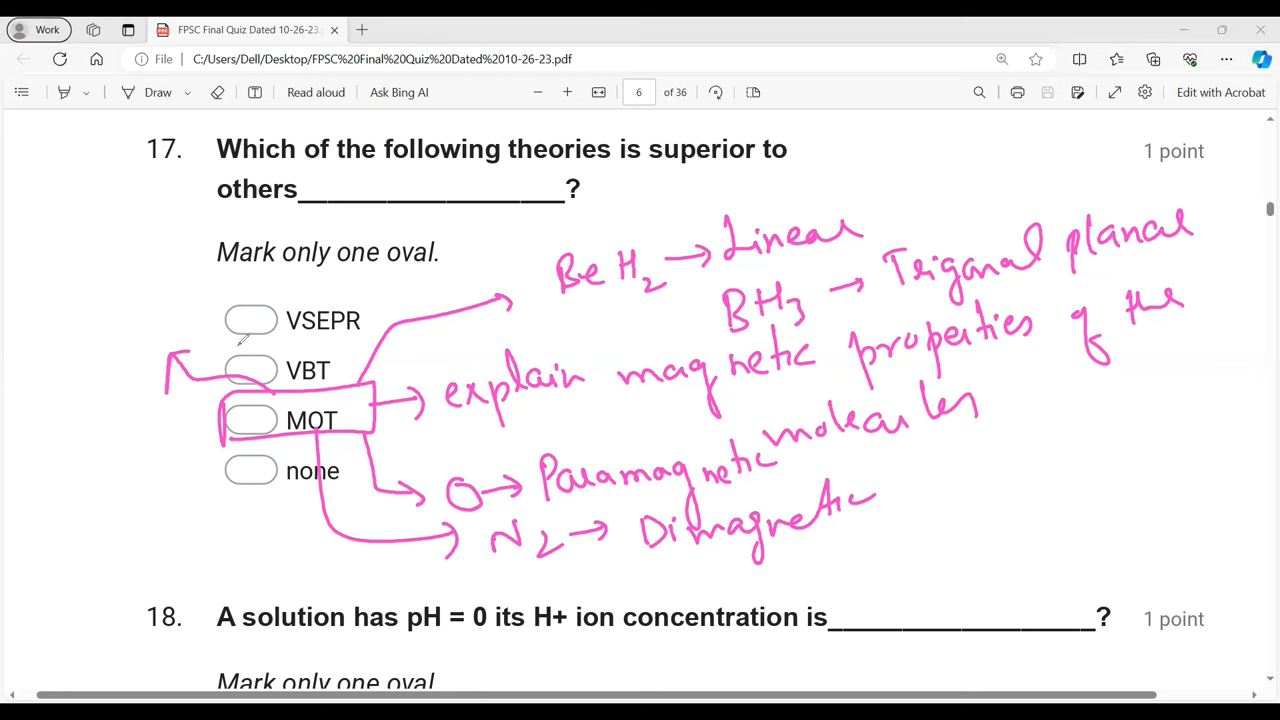 Work
FPSC Final Quiz Dated 10-26-23.
File C:/Users/Dell/Desktop/FPSC%20Final%20Quiz%20Dated%2010-26-23.pdf
Draw Read aloud Ask Bing AI 6 of 36 Edit with Acrobat
17. Which of the following theories is superior to 1 point
others___________________?
Mark only one oval.
BeH2 → Linear
BH3 → Trigonal planar
VSEPR
VBT
explain magnetic properties of the
molecules
MOT
none
O → Paramagnetic
N2 → Dimagnetic
18. A solution has pH = 0 its H+ ion concentration is__________________? 1 point
Mark only one oval